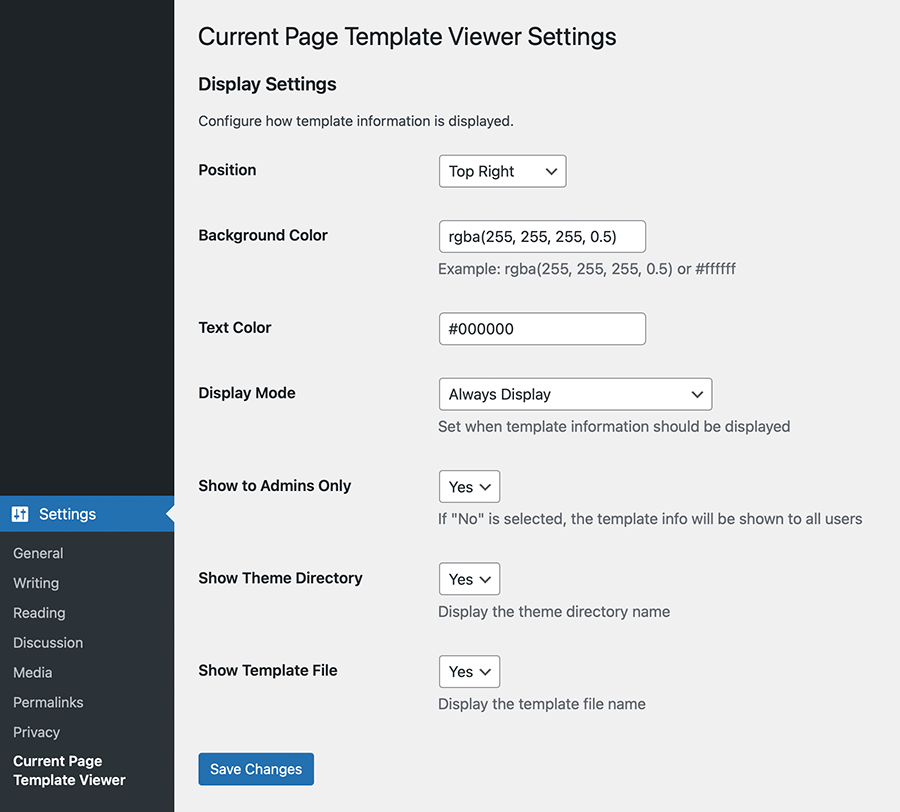 Current Page Template Viewer Settings
Display Settings
Configure how template information is displayed.
Position
Top Right
Background Color
rgba(255, 255, 255, 0.5)
Example: rgba(255, 255, 255, 0.5) or #ffffff
Text Color
#000000
Display Mode
Always Display
Set when template information should be displayed
Show to Admins Only
Yes
If "No" is selected, the template info will be shown to all users
Show Theme Directory
Yes
Display the theme directory name
Show Template File
Yes
Display the template file name
Save Changes
Settings
General
Writing
Reading
Discussion
Media
Permalinks
Privacy
Current Page
Template Viewer